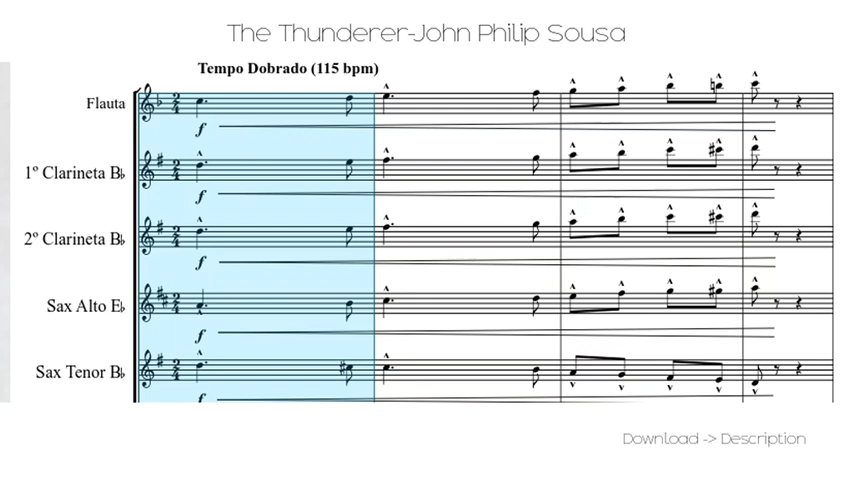 The Thunderer-John Philip Sousa
Tempo Dobrado (115 bpm)
Flauta
f
1º Clarineta B♭
f
2º Clarineta B♭
f
Sax Alto E♭
f
Sax Tenor B♭
f
Download -> Description